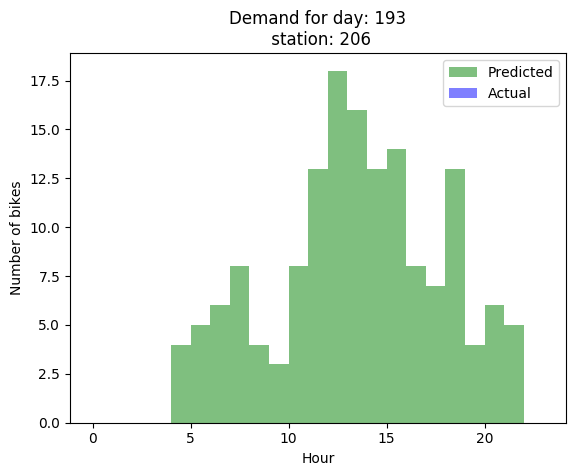 Demand for day: 193
station: 206
Predicted
Actual
Number of bikes
17.5
15.0
12.5
10.0
7.5
5.0
2.5
0.0
0 5 10 15 20
Hour